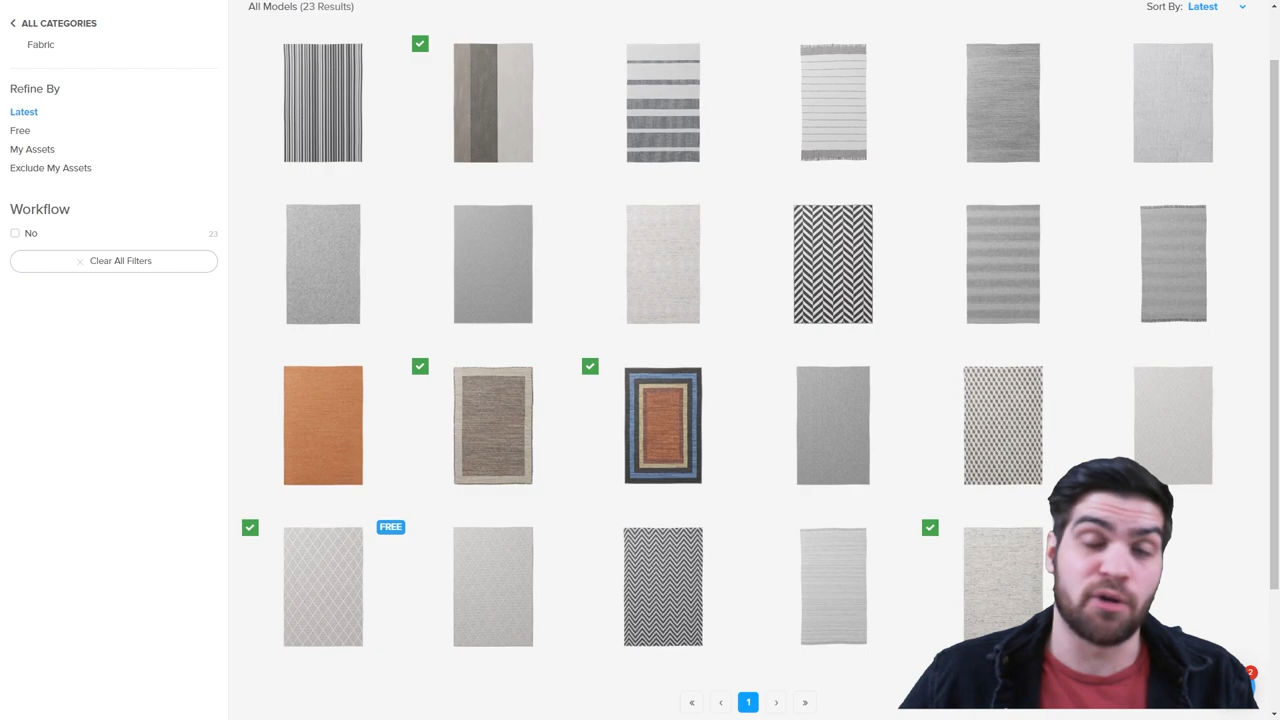 ALL CATEGORIES
Fabric
Refine By
Latest
Free
My Assets
Exclude My Assets
Workflow
No 23
Clear All Filters
All Models (23 Results)
Sort By: Latest
FREE
« ‹ 1 › »
2